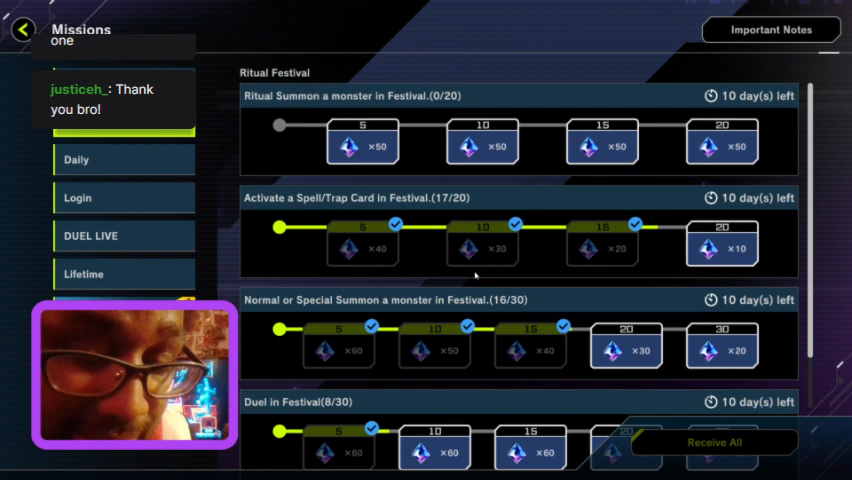 Missions
Important Notes
one
justiceh_: Thank
you bro!
Daily
Login
DUEL LIVE
Lifetime
Ritual Festival
Ritual Summon a monster in Festival.(0/20)
10 day(s) left
5
10
15
20
×50
×50
×50
×50
Activate a Spell/Trap Card in Festival.(17/20)
10 day(s) left
5
10
15
20
×40
×30
×20
×10
Normal or Special Summon a monster in Festival.(16/30)
10 day(s) left
5
10
15
20
30
×60
×50
×40
×30
×20
Duel in Festival(8/30)
10 day(s) left
5
10
15
20
×60
×60
×60
Receive All